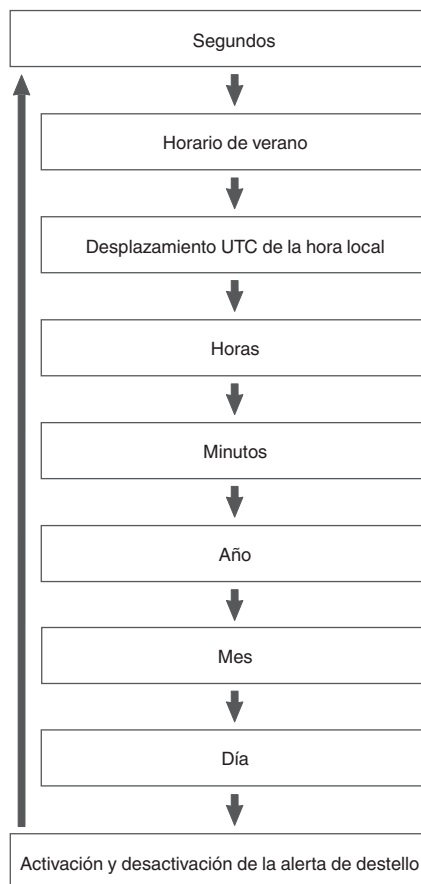 Segundos
Horario de verano
Desplazamiento UTC de la hora local
Horas
Minutos
Año
Mes
Día
Activación y desactivación de la alerta de destello